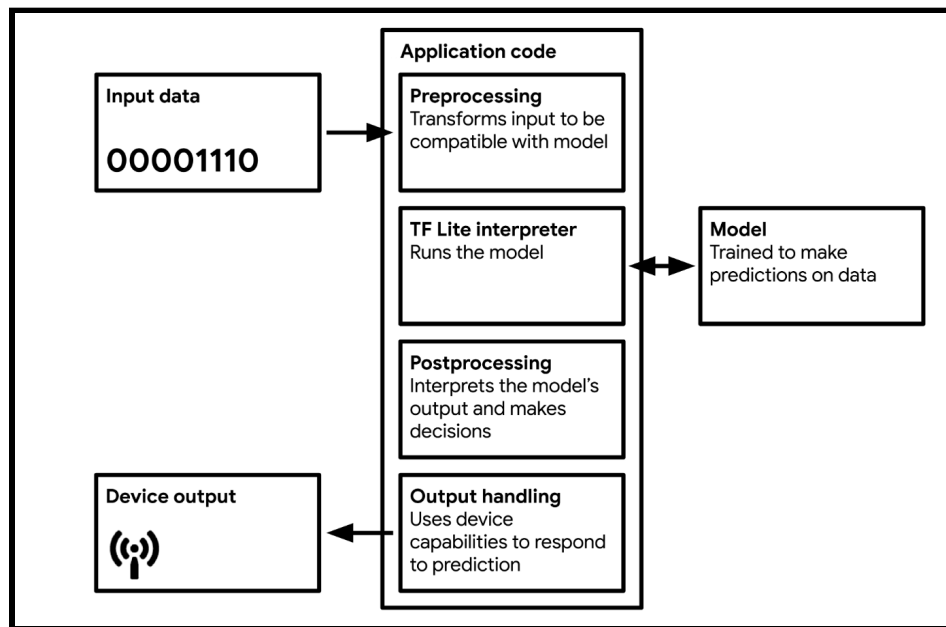 Application code
Input data
00001110
Preprocessing
Transforms input to be
compatible with model
TF Lite interpreter
Runs the model
Model
Trained to make
predictions on data
Postprocessing
Interprets the model's
output and makes
decisions
Device output
Output handling
Uses device
capabilities to respond
to prediction